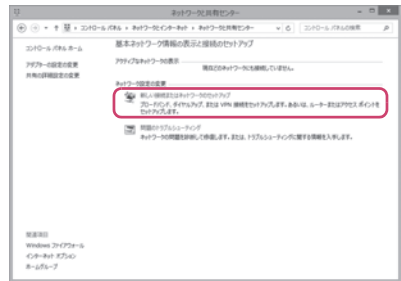 ネットワークと共有センター
コントロール パネル ▸ ネットワークとインターネット ▸ ネットワークと共有センター
コントロール パネルの検索
コントロール パネル ホーム
アダプターの設定の変更
共有の詳細設定の変更
基本ネットワーク情報の表示と接続のセットアップ
アクティブなネットワークの表示
現在どのネットワークにも接続していません。
ネットワーク設定の変更
新しい接続またはネットワークのセットアップ
ブロードバンド、ダイヤルアップ、または VPN 接続をセットアップします。あるいは、ルーターまたはアクセス ポイントを
セットアップします。
問題のトラブルシューティング
ネットワークの問題を診断して修復します。または、トラブルシューティングに関する情報を入手します。
関連項目
Windows ファイアウォール
インターネット オプション
ホームグループ